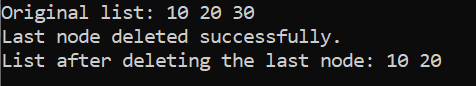 Original list: 10 20 30
Last node deleted successfully.
List after deleting the last node: 10 20